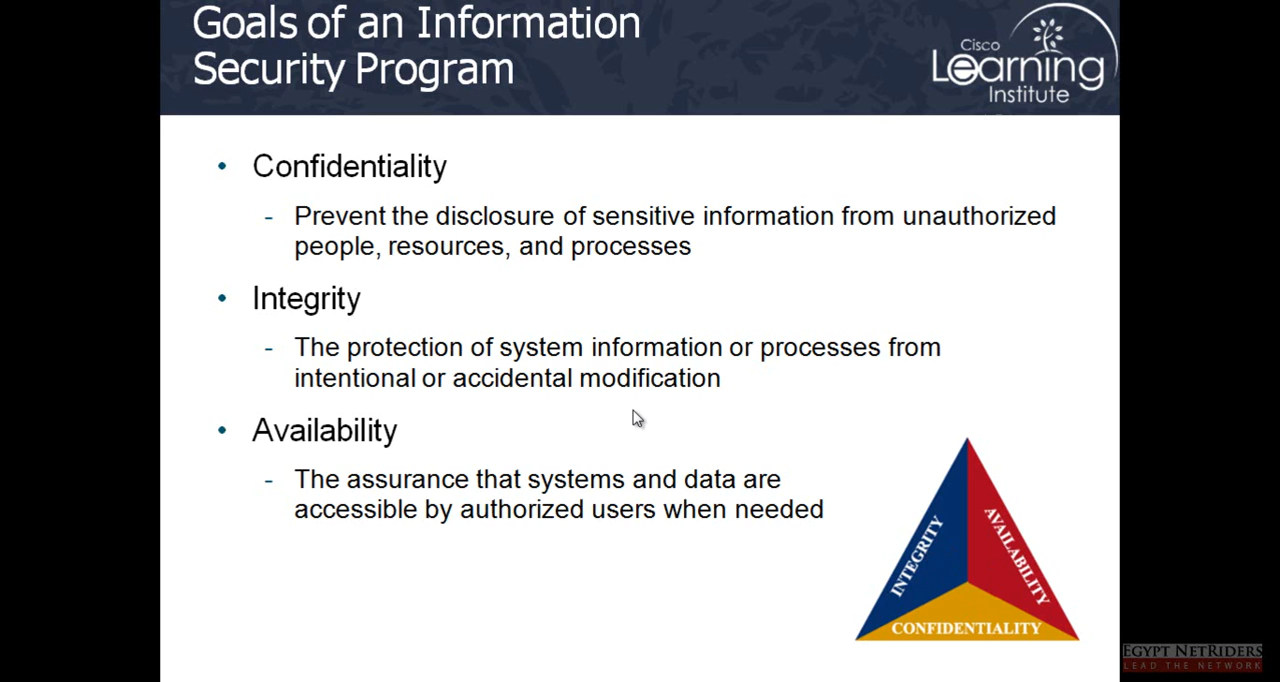 Goals of an Information
Security Program
Cisco
Learning
Institute
• Confidentiality
- Prevent the disclosure of sensitive information from unauthorized
people, resources, and processes
• Integrity
- The protection of system information or processes from
intentional or accidental modification
• Availability
- The assurance that systems and data are
accessible by authorized users when needed
INTEGRITY
AVAILABILITY
CONFIDENTIALITY
EGYPT NETRIDERS
LEAD THE NETWORK